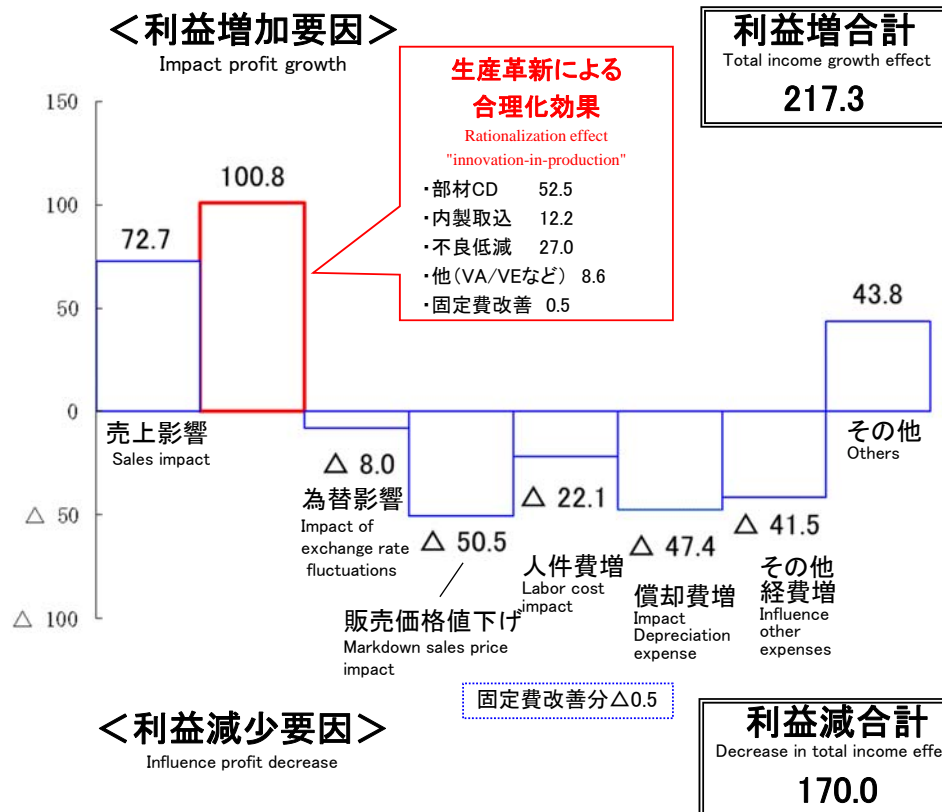 ＜利益増加要因＞
Impact profit growth
利益増合計
Total income growth effect
217.3
生産革新による
合理化効果
Rationalization effect
"innovation-in-production"
・部材CD 52.5
・内製取込 12.2
・不良低減 27.0
・他（VA/VEなど） 8.6
・固定費改善 0.5
150
100
50
0
△ 50
△ 100
72.7
100.8
43.8
売上影響
Sales impact
その他
Others
△ 8.0
為替影響
Impact of
exchange rate
fluctuations
△ 50.5
販売価格値下げ
Markdown sales price
impact
△ 22.1
人件費増
Labor cost
impact
△ 47.4
償却費増
Impact
Depreciation
expense
△ 41.5
その他
経費増
Influence
other
expenses
固定費改善分△0.5
＜利益減少要因＞
Influence profit decrease
利益減合計
Decrease in total income effe
170.0